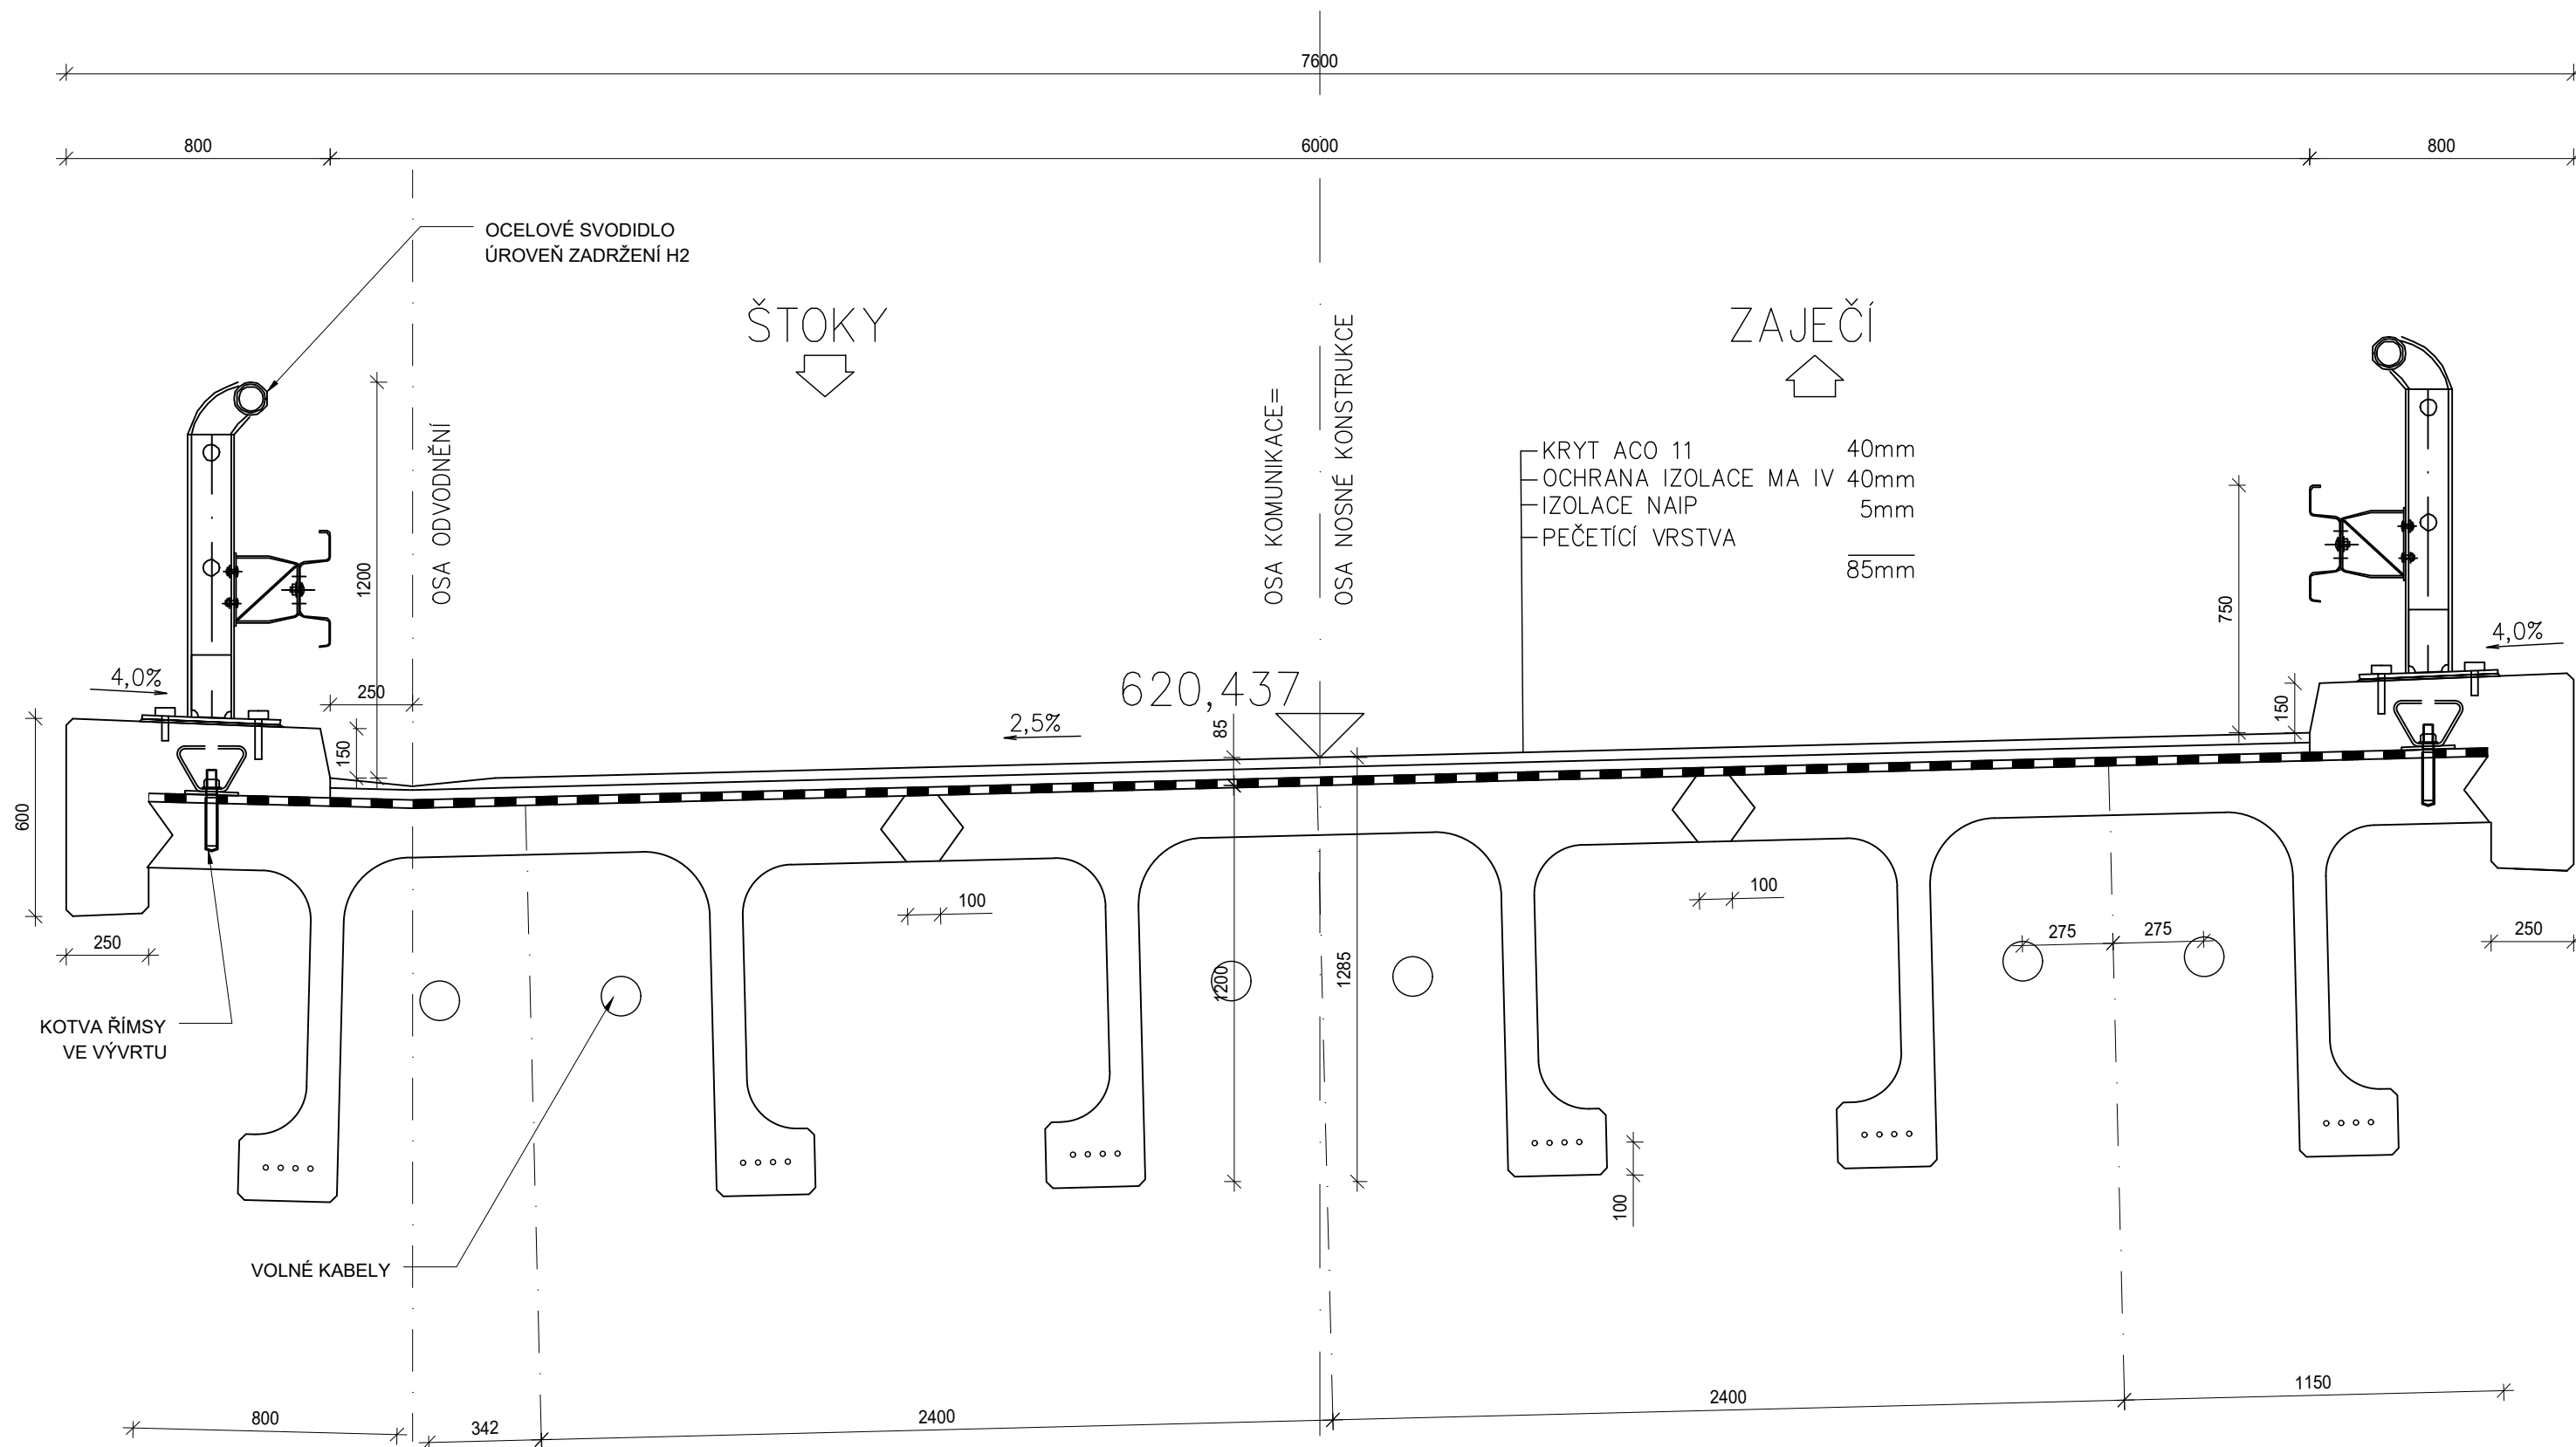 7600
800
6000
800
OCELOVÉ SVODIDLO
ÚROVEŇ ZADRŽENÍ H2
ŠTOKY
ZAJEČÍ
OSA ODVODNĚNÍ
1200
OSA KOMUNIKACE=
OSA NOSNÉ KONSTRUKCE
KRYT ACO 11 40mm
OCHRANA IZOLACE MA IV 40mm
IZOLACE NAIP 5mm
PEČETÍCÍ VRSTVA
85mm
750
4,0%
4,0%
250
620,437
2,5%
85
150
150
600
100
100
250
275
275
250
1200
1285
KOTVA ŘÍMSY
VE VÝVRTU
100
VOLNÉ KABELY
800
342
2400
2400
1150